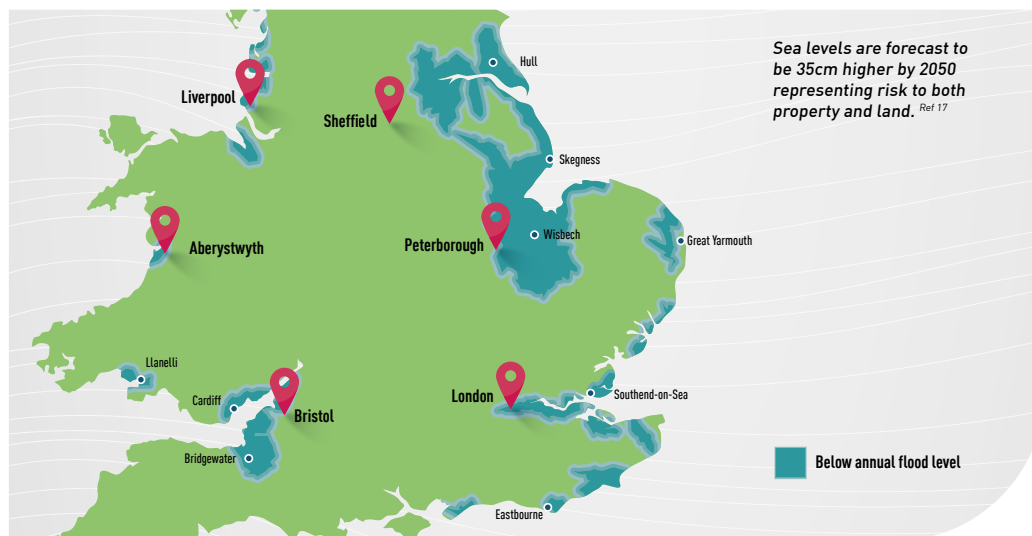 Sea levels are forecast to
be 35cm higher by 2050
representing risk to both
property and land. Ref 17
Hull
Liverpool
Sheffield
Skegness
Aberystwyth
Peterborough
Wisbech
Great Yarmouth
Llanelli
Cardiff
Bristol
London
Southend-on-Sea
Bridgewater
Below annual flood level
Eastbourne